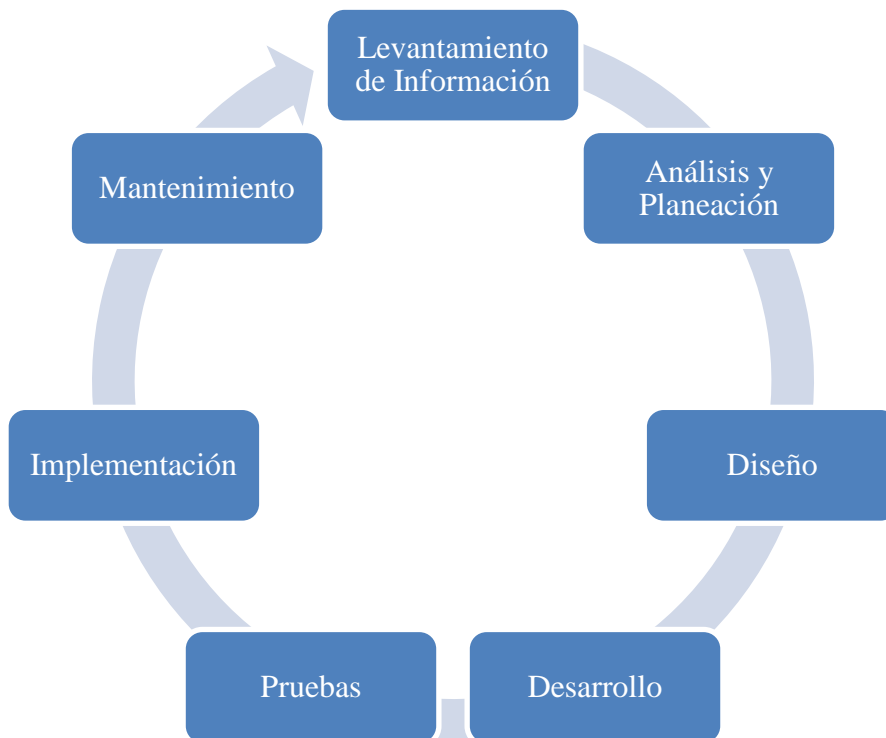 Levantamiento
de Información
Análisis y
Planeación
Diseño
Desarrollo
Pruebas
Implementación
Mantenimiento